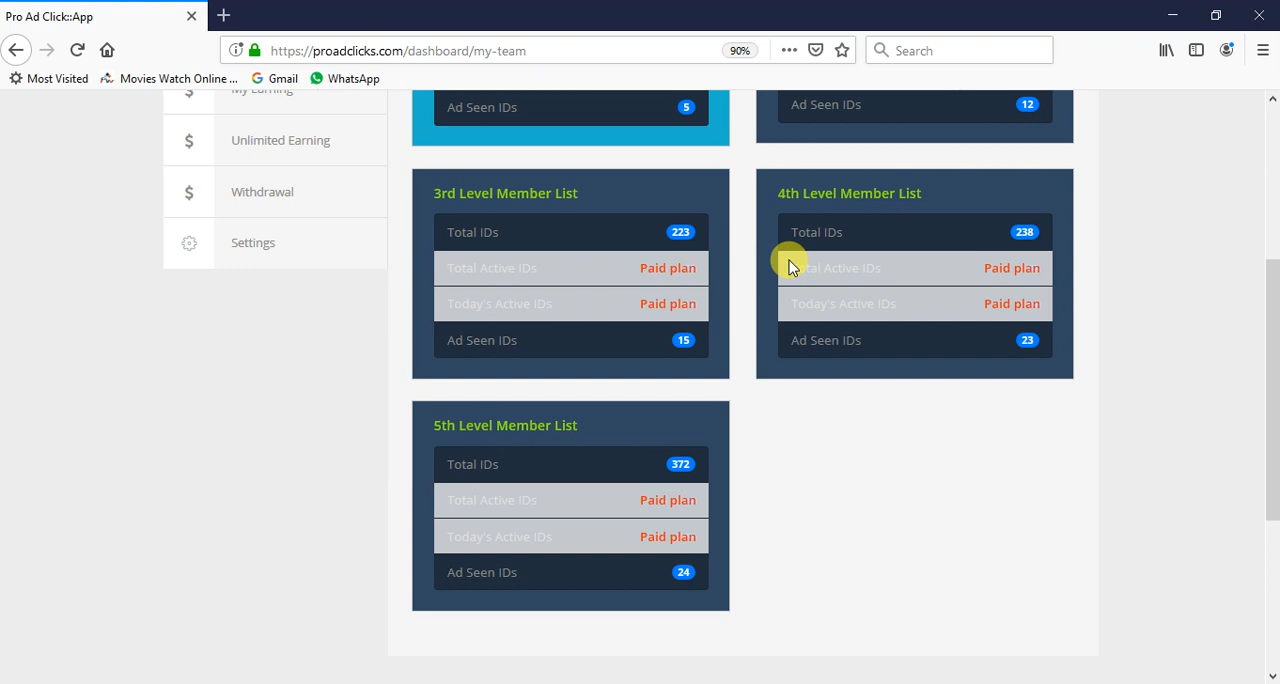 Pro Ad Click::App
https://proadclicks.com/dashboard/my-team
90%
Search
Most Visited
Movies Watch Online ...
Gmail
WhatsApp
My Earning
Unlimited Earning
Withdrawal
Settings
Ad Seen IDs 5
Ad Seen IDs 12
3rd Level Member List
Total IDs 223
Total Active IDs Paid plan
Today's Active IDs Paid plan
Ad Seen IDs 15
4th Level Member List
Total IDs 238
Total Active IDs Paid plan
Today's Active IDs Paid plan
Ad Seen IDs 23
5th Level Member List
Total IDs 372
Total Active IDs Paid plan
Today's Active IDs Paid plan
Ad Seen IDs 24